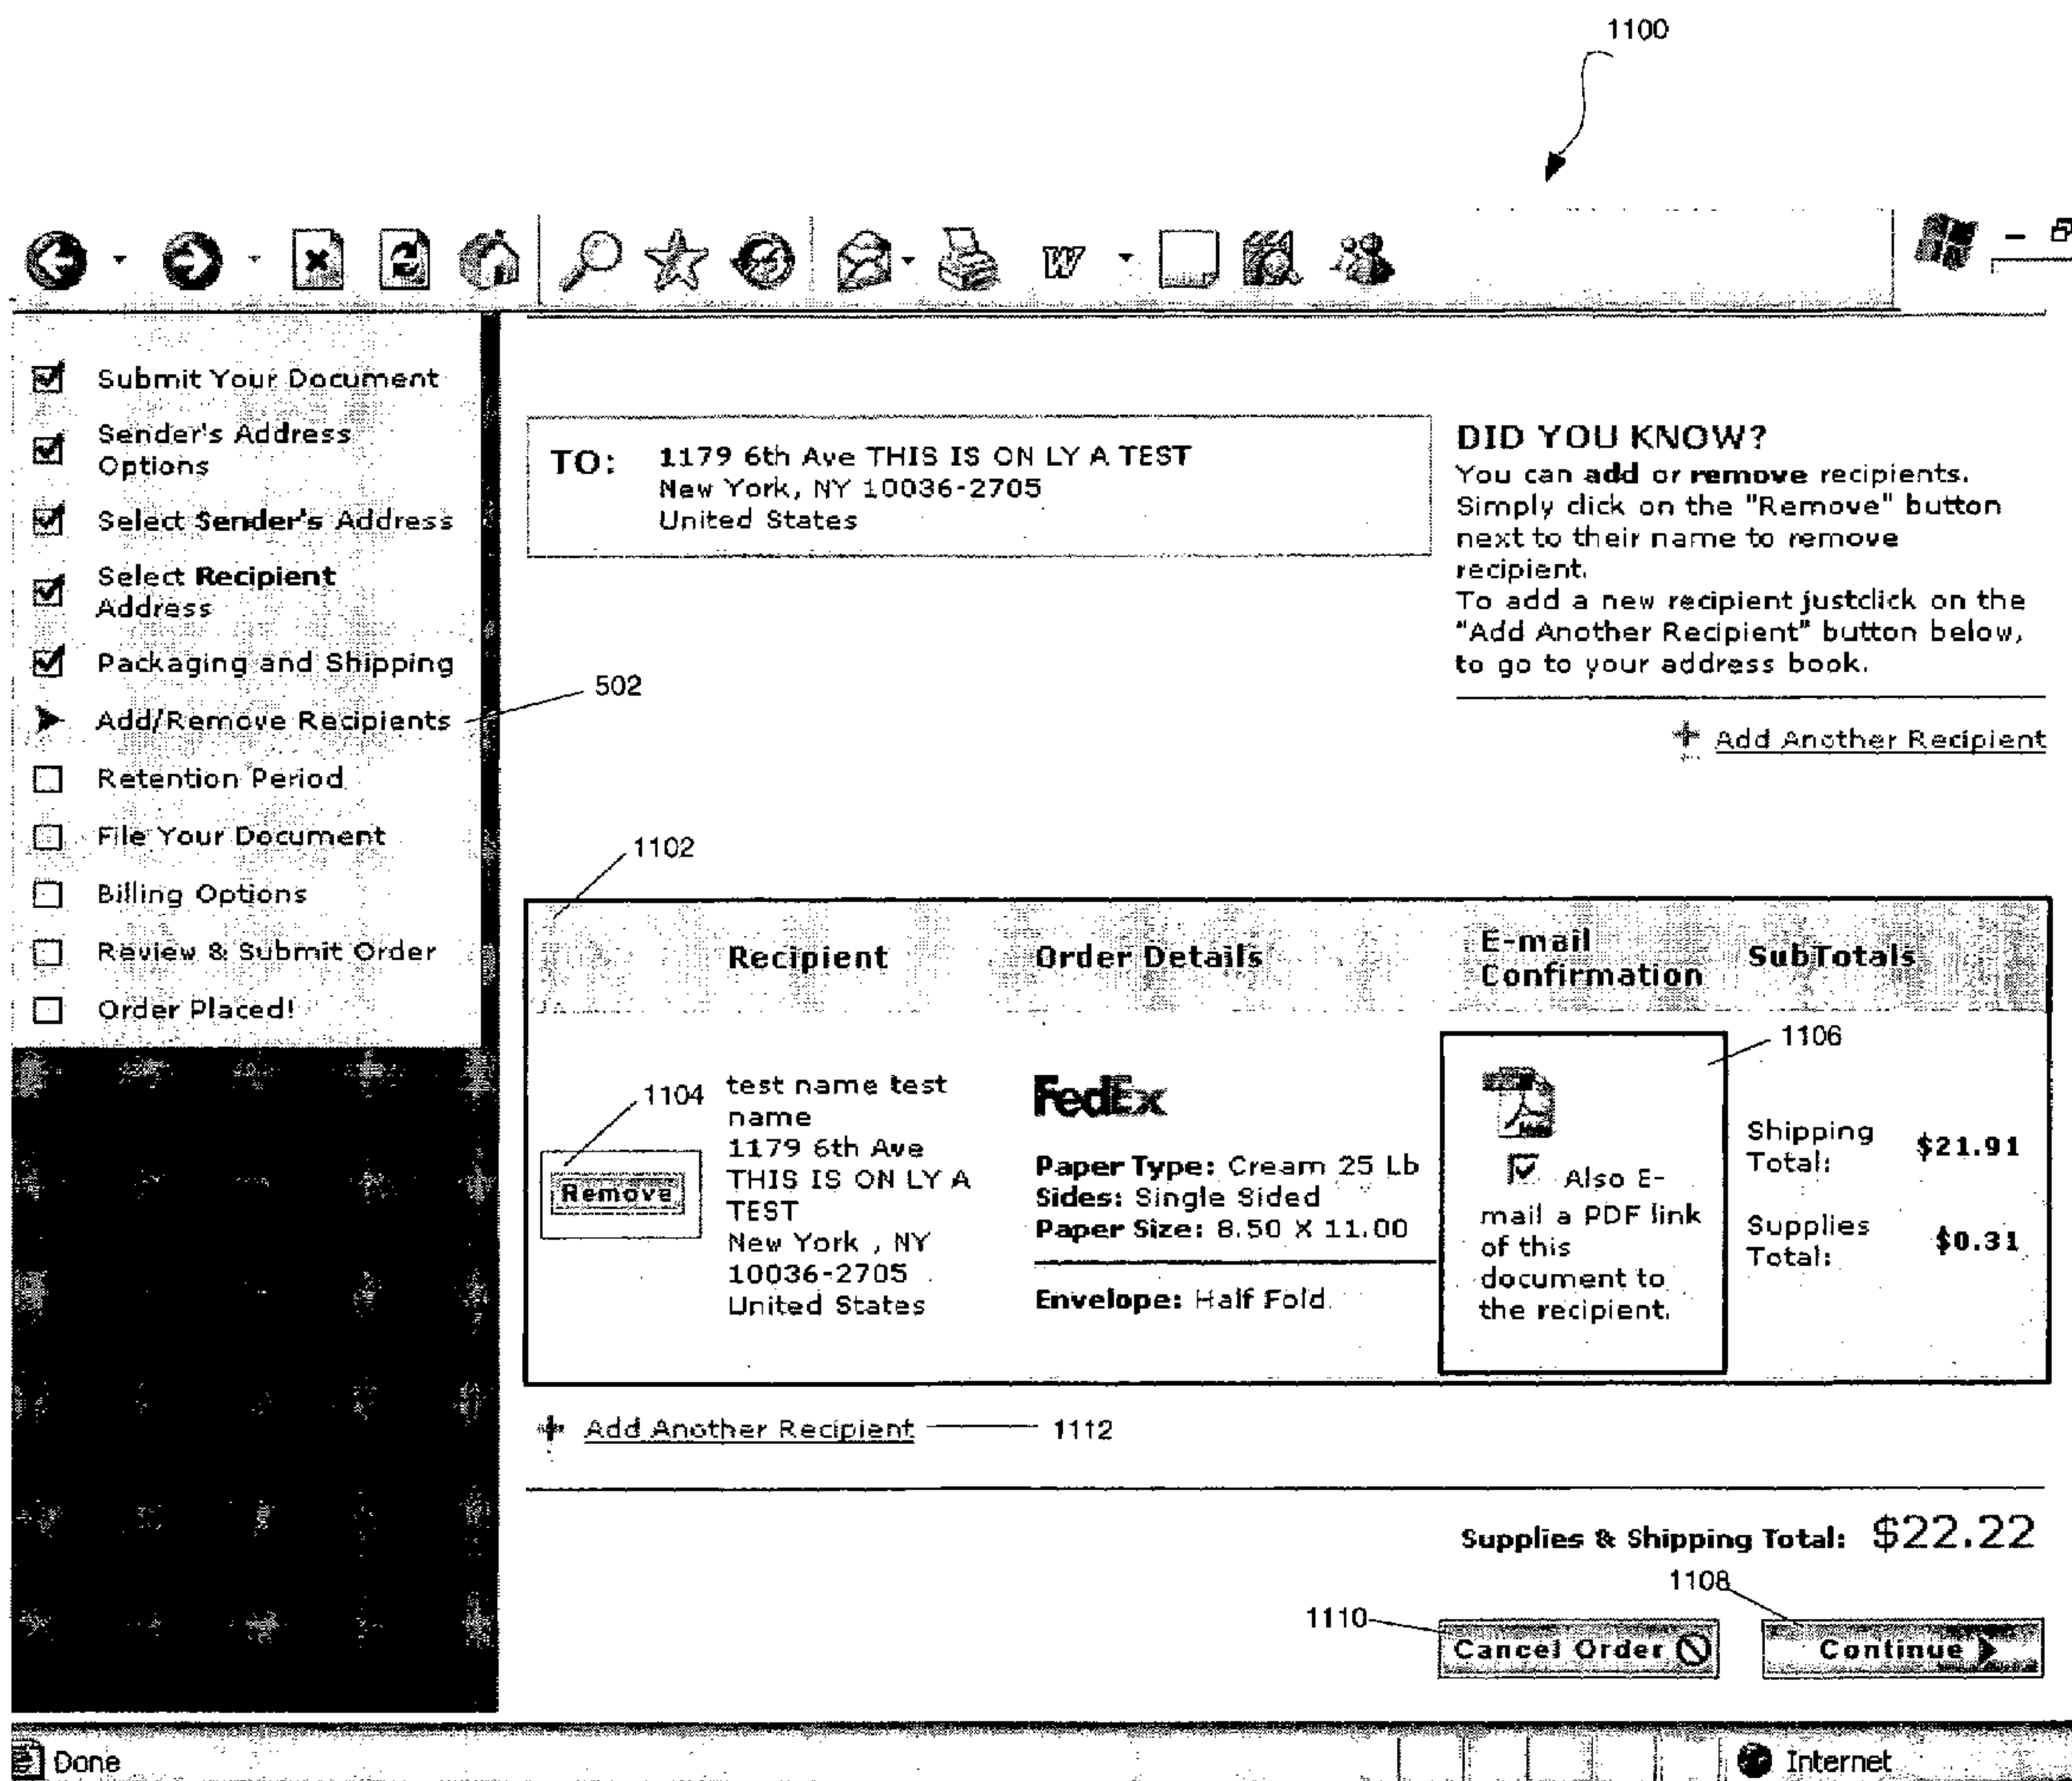 1100
Submit Your Document
Sender's Address
Options
Select Sender's Address
Select Recipient
Address
Packaging and Shipping
Add/Remove Recipients
502
Retention Period
File Your Document
Billing Options
Review & Submit Order
Order Placed!
TO:
1179 6th Ave THIS IS ON LY A TEST
New York, NY 10036-2705
United States
DID YOU KNOW?
You can add or remove recipients.
Simply click on the "Remove" button
next to their name to remove
recipient.
To add a new recipient justclick on the
"Add Another Recipient" button below,
to go to your address book.
+ Add Another Recipient
1102
Recipient
Order Details
E-mail
Confirmation
SubTotals
1104
Remove
test name test
name
1179 6th Ave
THIS IS ON LY A
TEST
New York , NY
10036-2705
United States
FedEx
Paper Type: Cream 25 Lb
Sides: Single Sided
Paper Size: 8.50 X 11.00
Envelope: Half Fold
1106
Also E-
mail a PDF link
of this
document to
the recipient.
Shipping
Total:
$21.91
Supplies
Total:
$0.31
+ Add Another Recipient
1112
Supplies & Shipping Total: $22.22
1108
1110
Cancel Order
Continue
Done
Internet